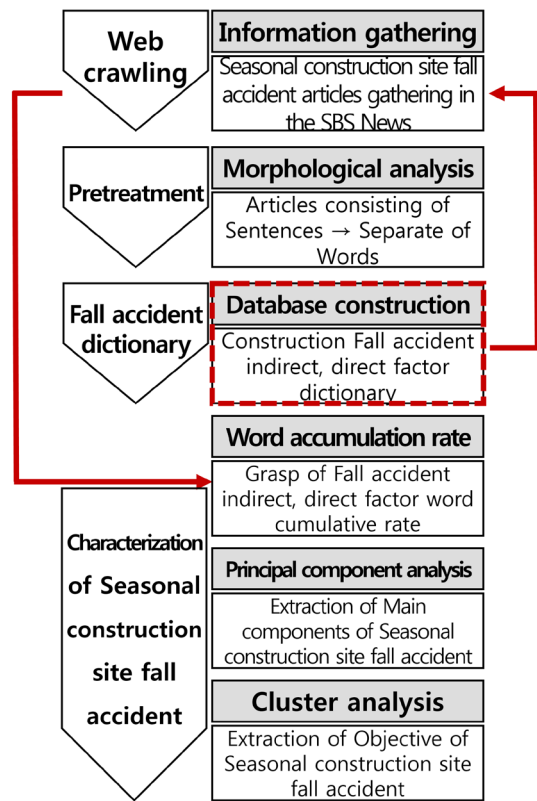 Web
crawling
Information gathering
Seasonal construction site fall
accident articles gathering in
the SBS News
Pretreatment
Morphological analysis
Articles consisting of
Sentences → Separate of
Words
Fall accident
dictionary
Database construction
Construction Fall accident
indirect, direct factor
dictionary
Word accumulation rate
Grasp of Fall accident
indirect, direct factor word
cumulative rate
Characterization
of Seasonal
construction
site fall
accident
Principal component analysis
Extraction of Main
components of Seasonal
construction site fall accident
Cluster analysis
Extraction of Objective of
Seasonal construction site
fall accident